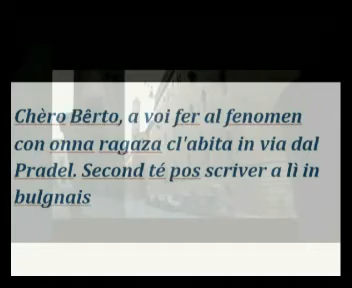 Chèro Bêrto, a voi fer al fenomen
con onna ragaza cl'abita in via dal
Pradel. Second té pos scriver a lì in
bulgnais